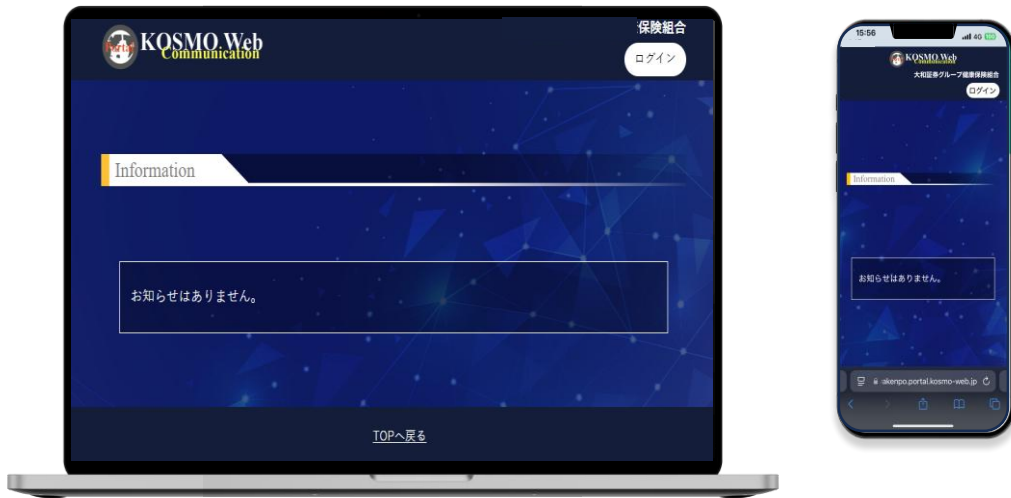 Portal
KOSMO Web
Communication
保険組合
ログイン
Information
お知らせはありません。
TOPへ戻る
15:56
4G
KOSMO Web
Communication
大和証券グループ健康保険組合
ログイン
Information
お知らせはありません。
akenpo.portal.kosmo-web.jp